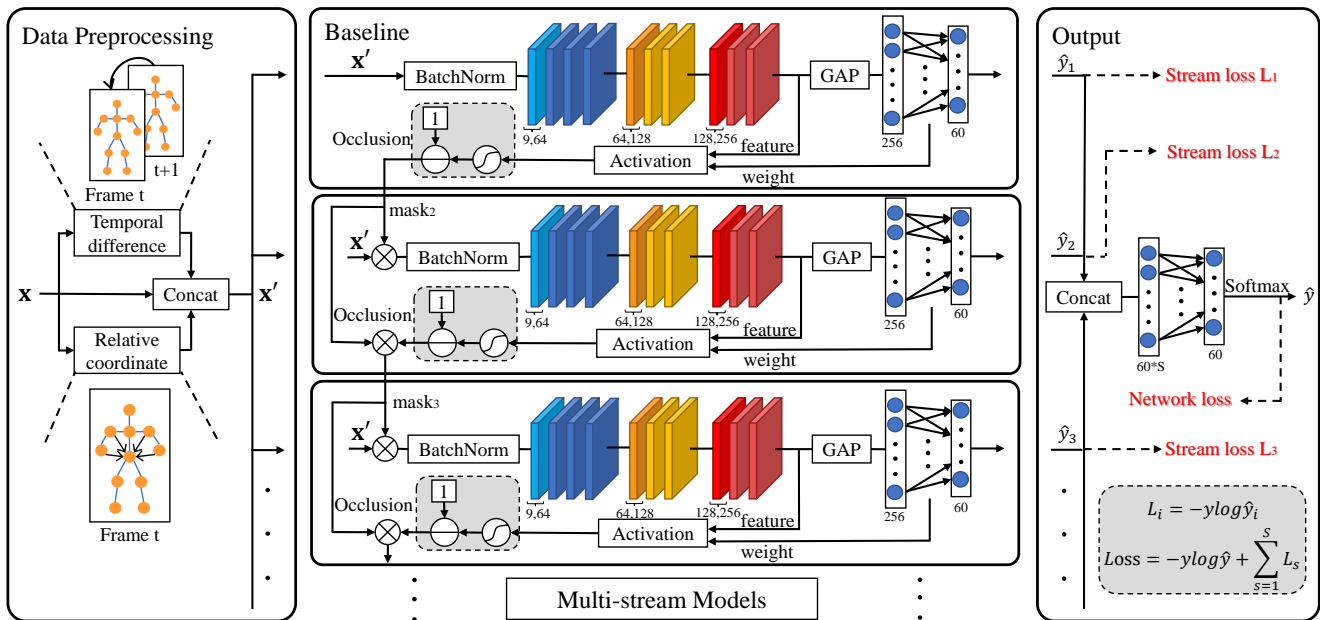 Data Preprocessing
t+1
Frame t
Temporal
difference
x
Concat
x′
Relative
coordinate
Frame t
Baseline
x′
BatchNorm
GAP
Occlusion
1
9,64
64,128
128,256
256
60
Activation
feature
weight
mask₂
x′
BatchNorm
GAP
Occlusion
1
9,64
64,128
128,256
256
60
Activation
feature
weight
mask₃
x′
BatchNorm
GAP
Occlusion
1
9,64
64,128
128,256
256
60
Activation
feature
weight
Multi-stream Models
Output
ŷ₁
Stream loss L₁
Stream loss L₂
ŷ₂
Concat
60*S
60
Softmax
ŷ
Network loss
ŷ₃
Stream loss L₃
Lᵢ = −ylogŷᵢ
Loss = −ylogŷ + ∑_{s=1}^{S} Lₛ